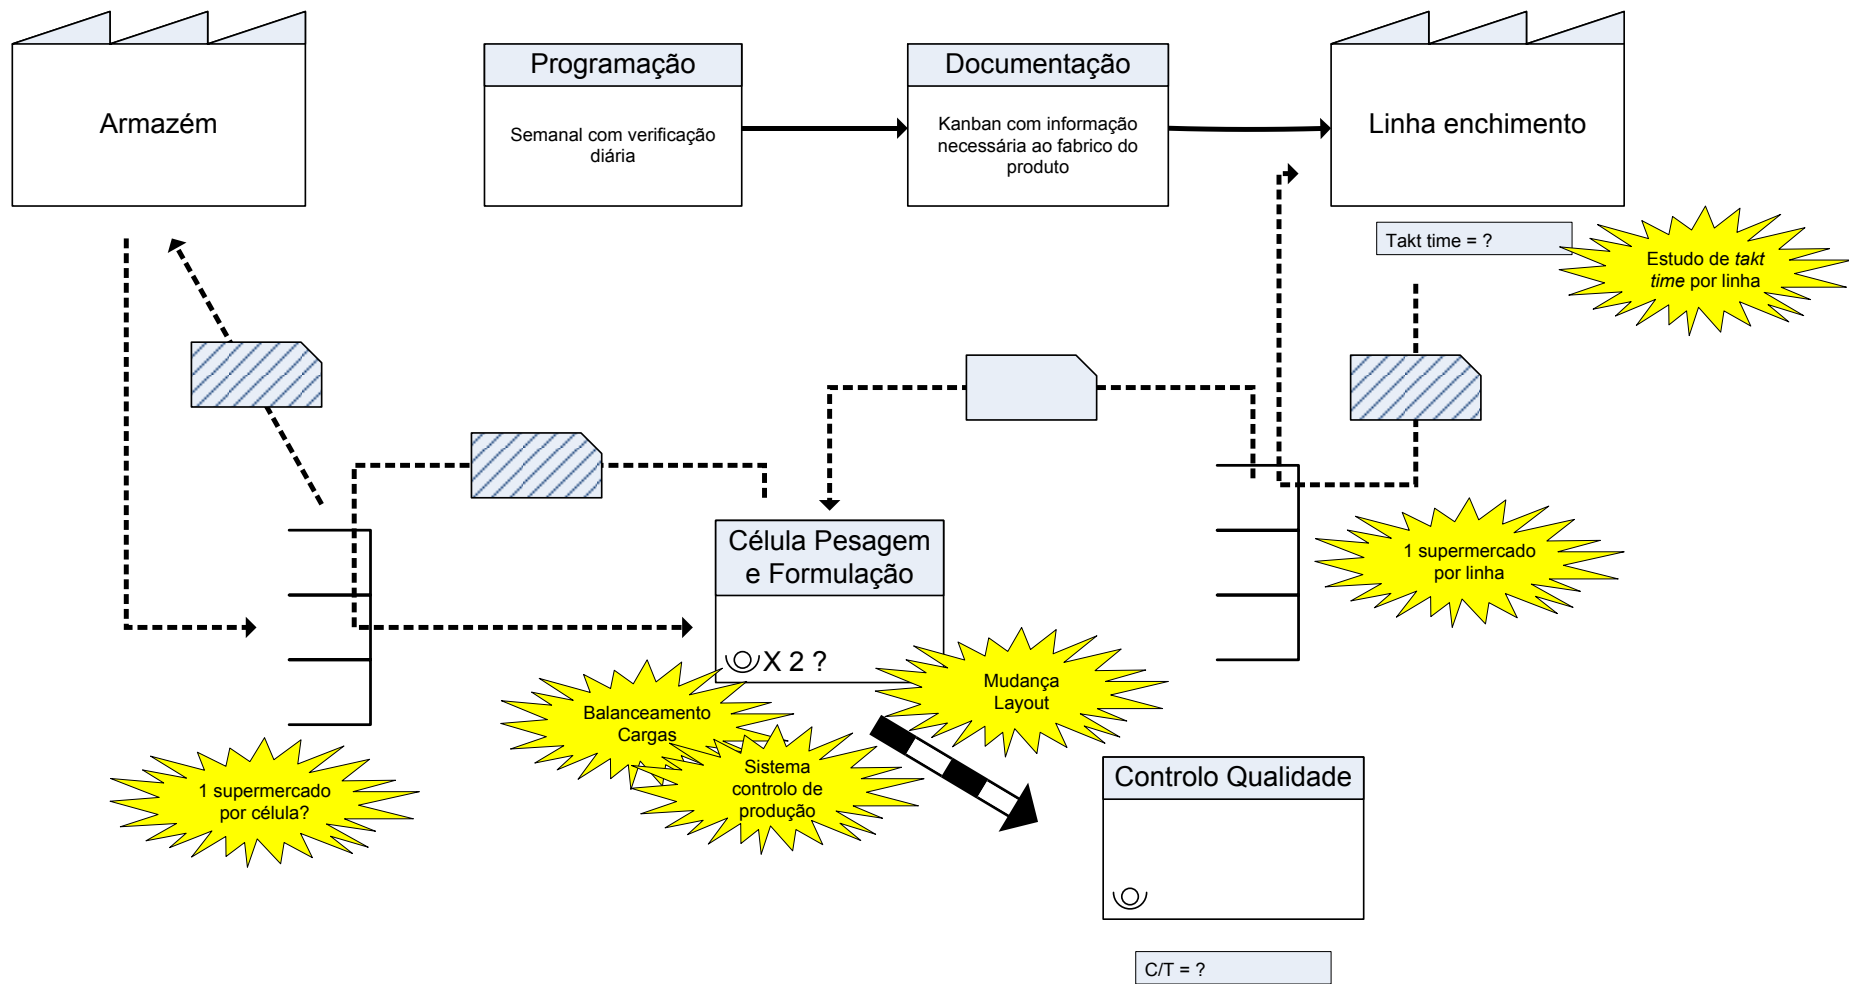 Armazém
Programação
Semanal com verificação
diária
Documentação
Kanban com informação
necessária ao fabrico do
produto
Linha enchimento
Takt time = ?
Estudo de takt
time por linha
Célula Pesagem
e Formulação
X 2 ?
1 supermercado
por linha
Mudança
Layout
Balanceamento
Cargas
Sistema
controlo de
produção
1 supermercado
por célula?
Controlo Qualidade
C/T = ?